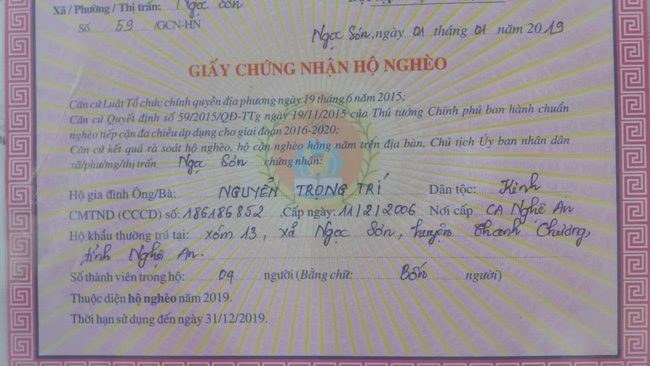 Xã / Phường / Thị trấn: Ngọc Sơn
Số 59 /GCN-HN
Ngọc Sơn, ngày 01 tháng 01 năm 2019
GIẤY CHỨNG NHẬN HỘ NGHÈO
Căn cứ Luật Tổ chức chính quyền địa phương ngày 19 tháng 6 năm 2015;
Căn cứ Quyết định số 59/2015/QĐ-TTg ngày 19/11/2015 của Thủ tướng Chính phủ ban hành chuẩn
nghèo tiếp cận đa chiều áp dụng cho giai đoạn 2016-2020;
Căn cứ kết quả rà soát hộ nghèo, hộ cận nghèo hằng năm trên địa bàn, Chủ tịch Ủy ban nhân dân
xã/phường/thị trấn Ngọc Sơn chứng nhận:
Hộ gia đình Ông/Bà: NGUYỄN TRỌNG TRÍ Dân tộc: Kinh
CMTND (CCCD) số: 186186852 .Cấp ngày: 11/2/2006 Nơi cấp CA Nghệ An
Hộ khẩu thường trú tại: xóm 13, xã Ngọc Sơn, huyện Thanh Chương,
tỉnh Nghệ An.
Số thành viên trong hộ: 04 người (Bằng chữ: Bốn người)
Thuộc diện hộ nghèo năm 2019.
Thời hạn sử dụng đến ngày 31/12/2019.